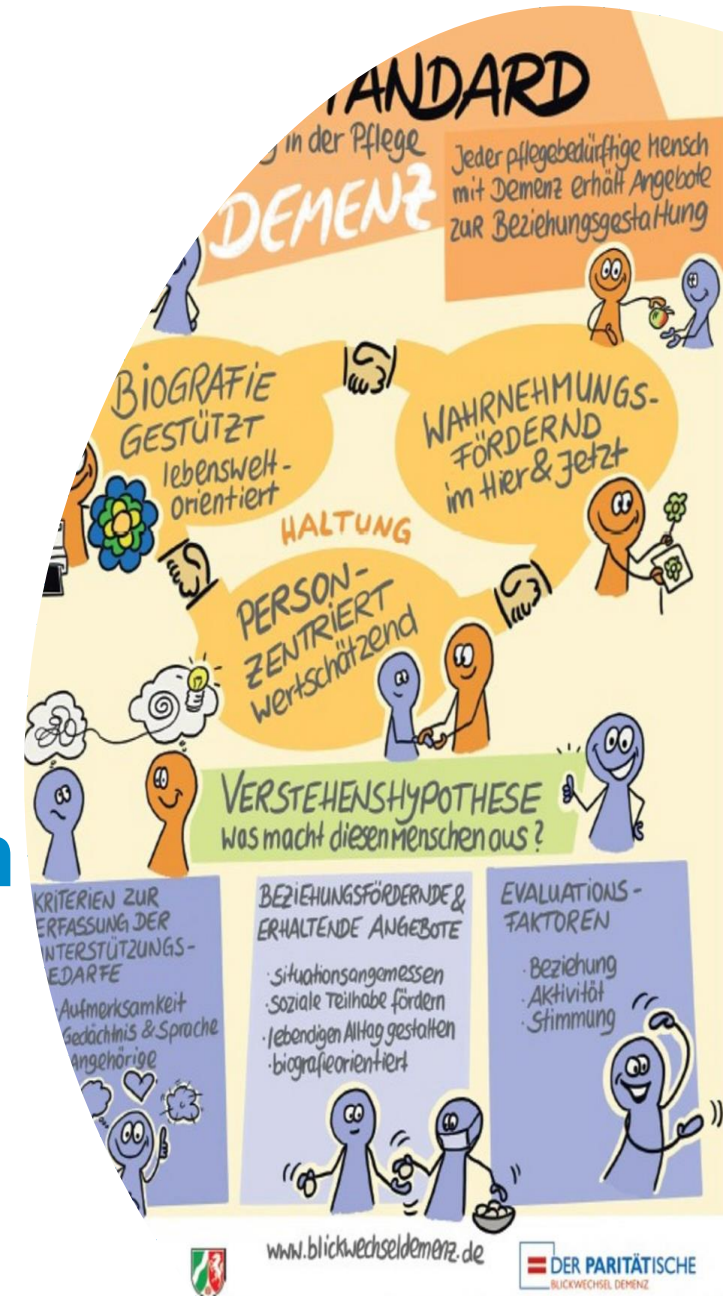 TANDARD
in der Pflege
DEMENZ
Jeder pflegebedürftige Mensch
mit Demenz erhält Angebote
zur Beziehungsgestaltung
BIOGRAFIE
GESTÜTZT
lebenswelt-
orientiert
WAHRNEHMUNGS-
FÖRDERND
im Hier & Jetzt
HALTUNG
PERSON-
ZENTRIERT
wertschätzend
VERSTEHENSHYPOTHESE
Was macht diesen Menschen aus?
KRITERIEN ZUR
ERFASSUNG DER
NTERSTÜTZUNGS-
EDARFE
Aufmerksamkeit
Gedächtnis & Sprache
Angehörige
BEZIEHUNGSFÖRDERNDE &
ERHALTENDE ANGEBOTE
· situationsangemessen
· soziale Teilhabe fördern
· lebendigen Alltag gestalten
· biografieorientiert
EVALUATIONS-
FAKTOREN
· Beziehung
· Aktivität
· Stimmung
www.blickwechseldemenz.de
DER PARITÄTISCHE
BLICKWECHSEL DEMENZ